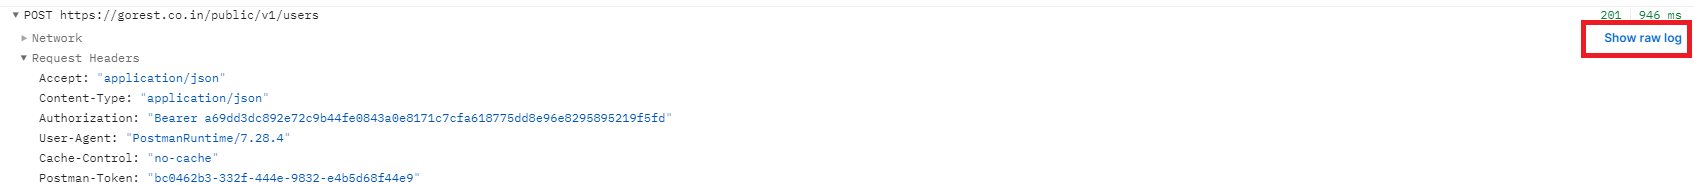 ▼ POST https://gorest.co.in/public/v1/users 201 | 946 ms
▶ Network Show raw log
▼ Request Headers
Accept: "application/json"
Content-Type: "application/json"
Authorization: "Bearer a69dd3dc892e72c9b44fe0843a0e8171c7cfa618775dd8e96e8295895219f5fd"
User-Agent: "PostmanRuntime/7.28.4"
Cache-Control: "no-cache"
Postman-Token: "bc0462b3-332f-444e-9832-e4b5d68f44e9"